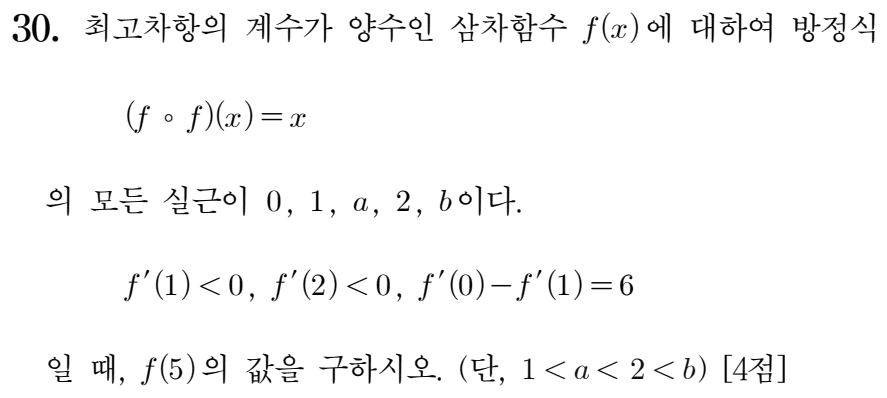 30. 최고차항의 계수가 양수인 삼차함수 f(x)에 대하여 방정식
(f ∘ f)(x)=x
의 모든 실근이 0, 1, a, 2, b이다.
f′(1)<0, f′(2)<0, f′(0)−f′(1)=6
일 때, f(5)의 값을 구하시오. (단, 1<a<2<b) [4점]